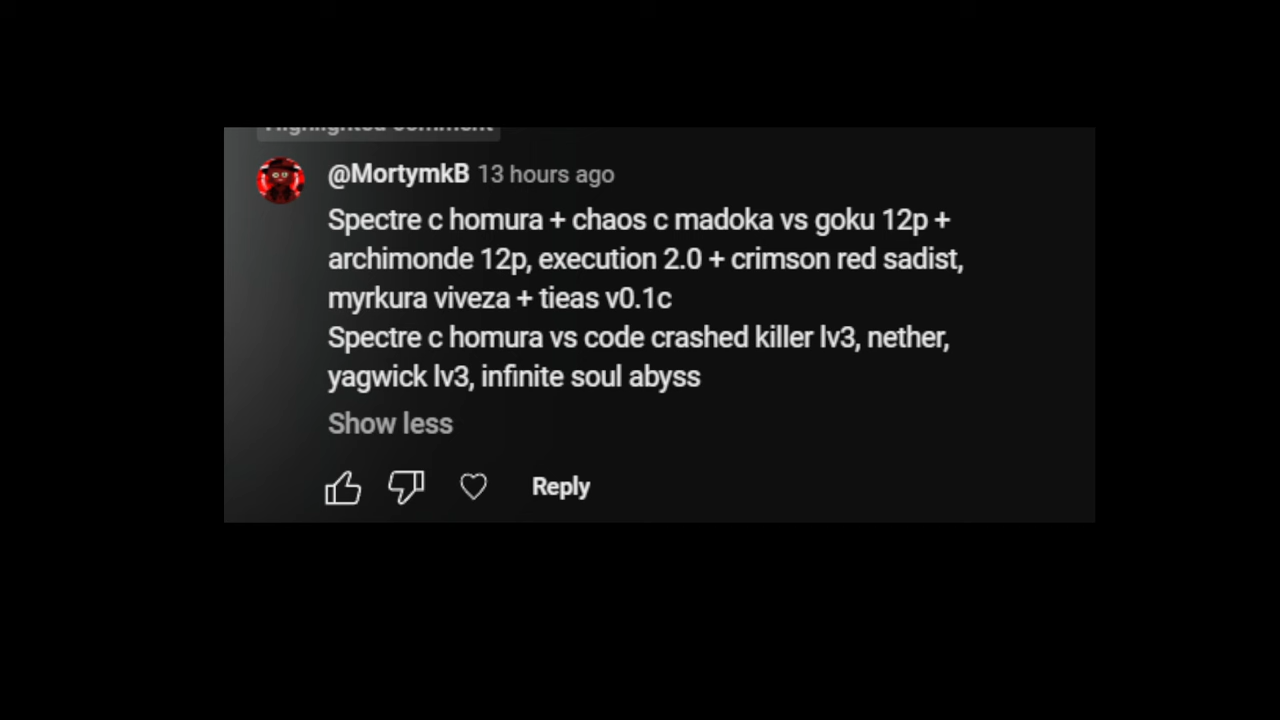 Highlighted comment
@MortymkB 13 hours ago
Spectre c homura + chaos c madoka vs goku 12p +
archimonde 12p, execution 2.0 + crimson red sadist,
myrkura viveza + tieas v0.1c
Spectre c homura vs code crashed killer lv3, nether,
yagwick lv3, infinite soul abyss
Show less
Reply